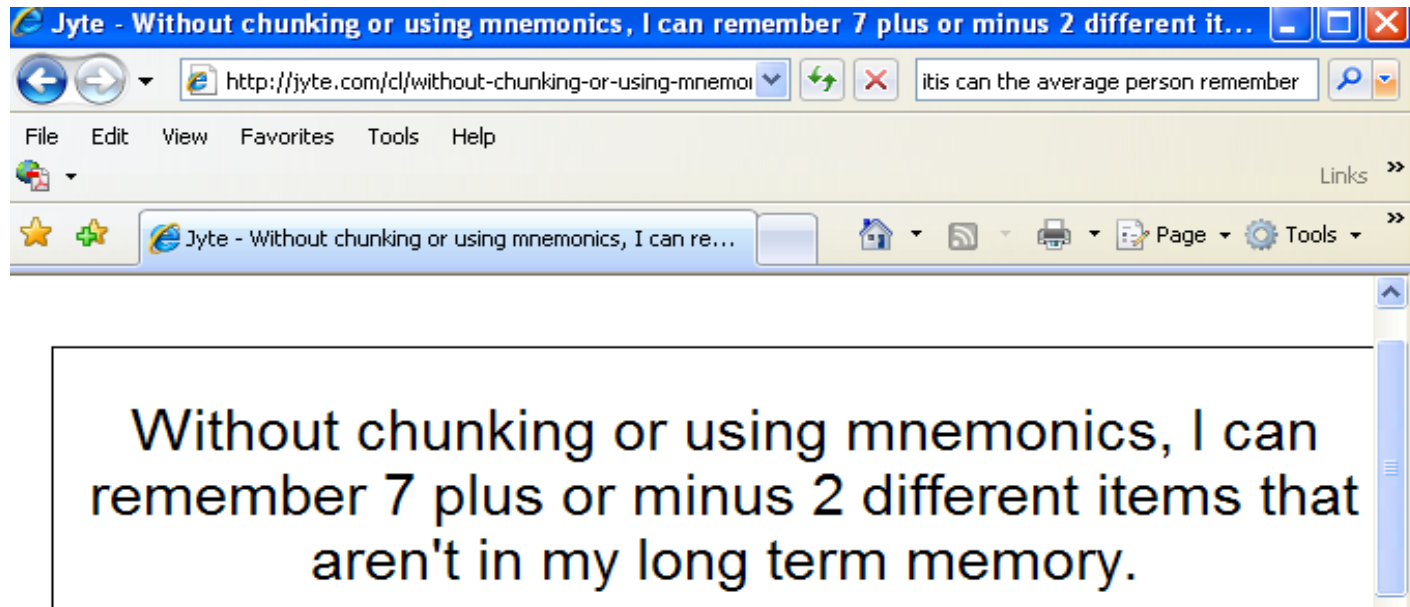 Jyte - Without chunking or using mnemonics, I can remember 7 plus or minus 2 different it...
http://jyte.com/cl/without-chunking-or-using-mnemoi itis can the average person remember
File Edit View Favorites Tools Help
Links
Jyte - Without chunking or using mnemonics, I can re... Page Tools
Without chunking or using mnemonics, I can
remember 7 plus or minus 2 different items that
aren't in my long term memory.